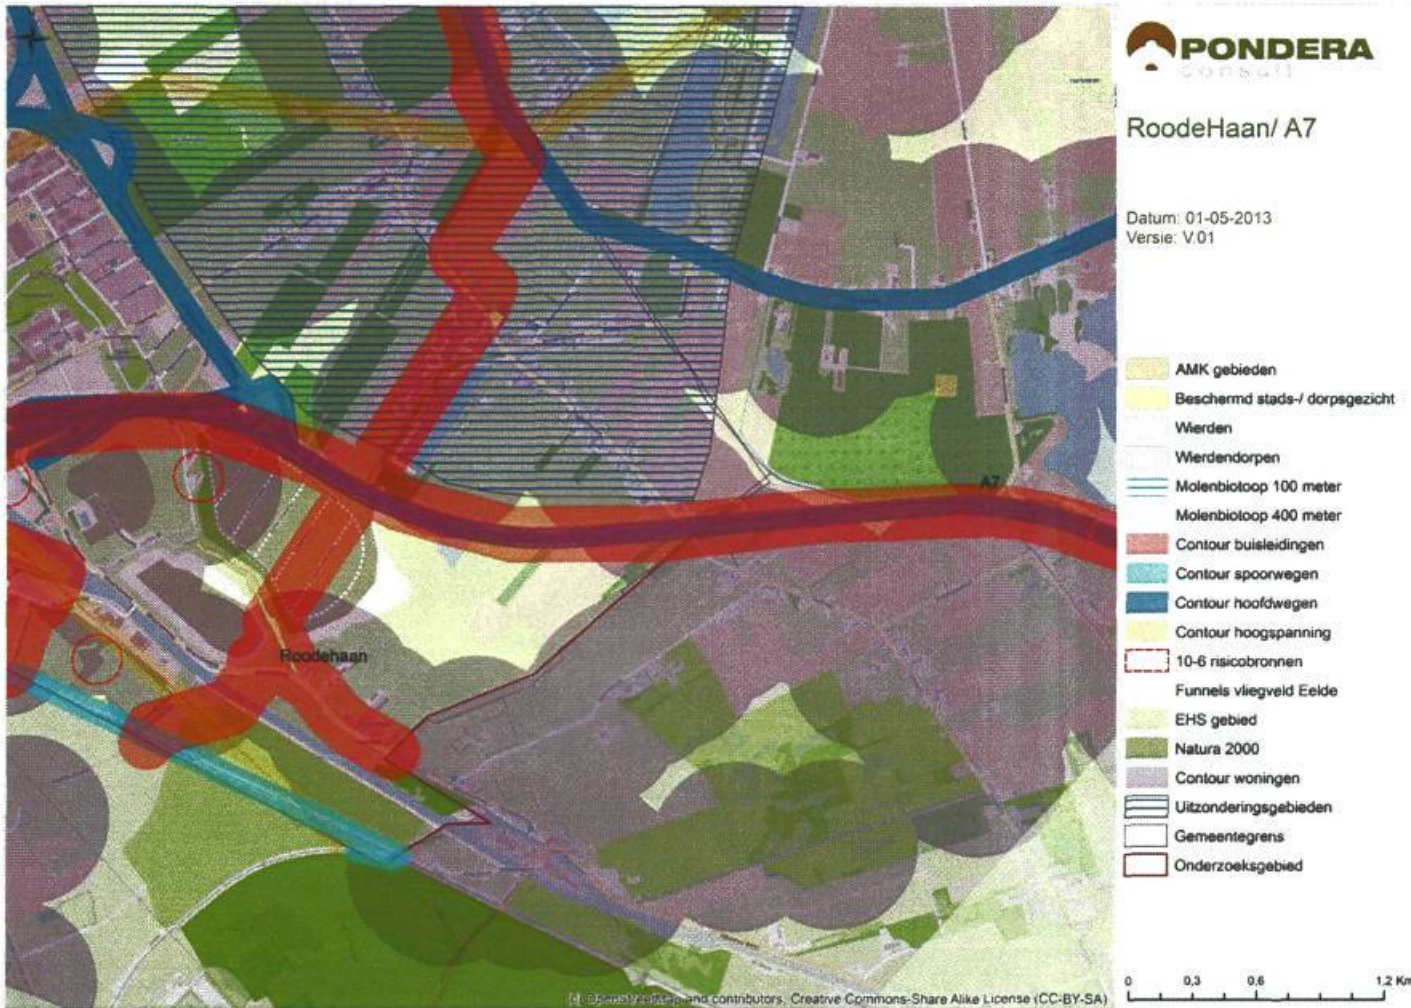 PONDERA
Consult
RoodeHaan/ A7
Datum: 01-05-2013
Versie: V.01
AMK gebieden
Beschermd stads-/ dorpsgezicht
Wierden
Wierdendorpen
Molenbiotoop 100 meter
Molenbiotoop 400 meter
Contour buisleidingen
Contour spoorwegen
Contour hoofdwegen
Contour hoogspanning
10-6 risicobronnen
Funnels vliegveld Eelde
EHS gebied
Natura 2000
Contour woningen
Uitzonderingsgebieden
Gemeentegrens
Onderzoeksgebied
A7
Roodehaan
0 0,3 0,6 1,2 Km
(c) OpenStreetMap and contributors, Creative Commons-Share Alike License (CC-BY-SA)